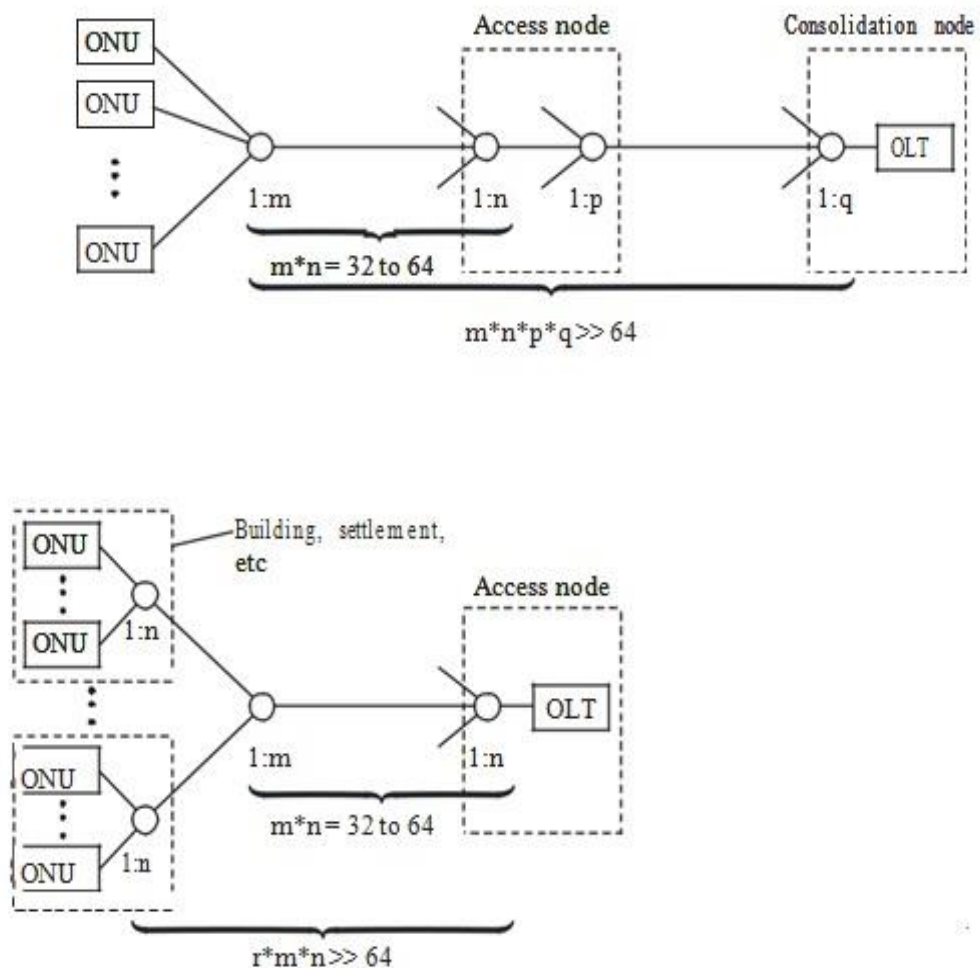 ONU
Access node
Consolidation node
ONU
OLT
1:m
1:n
1:p
1:q
ONU
m*n = 32 to 64
m*n*p*q >> 64
ONU
Building, settlement,
etc
Access node
ONU
1:n
OLT
1:m
1:n
ONU
m*n = 32 to 64
ONU
1:n
r*m*n >> 64